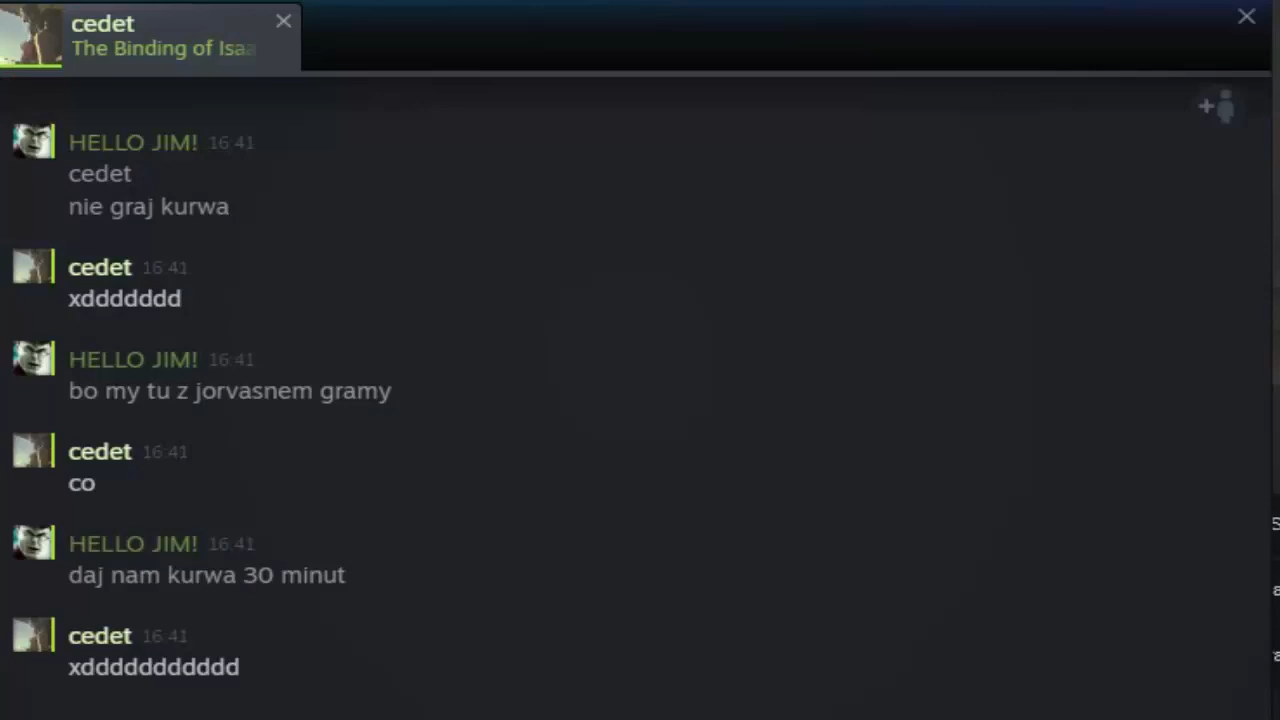 cedet
The Binding of Isaa
HELLO JIM! 16:41
cedet
nie graj kurwa
cedet 16:41
xddddddd
HELLO JIM! 16:41
bo my tu z jorvasnem gramy
cedet 16:41
co
HELLO JIM! 16:41
daj nam kurwa 30 minut
cedet 16:41
xddddddddddd